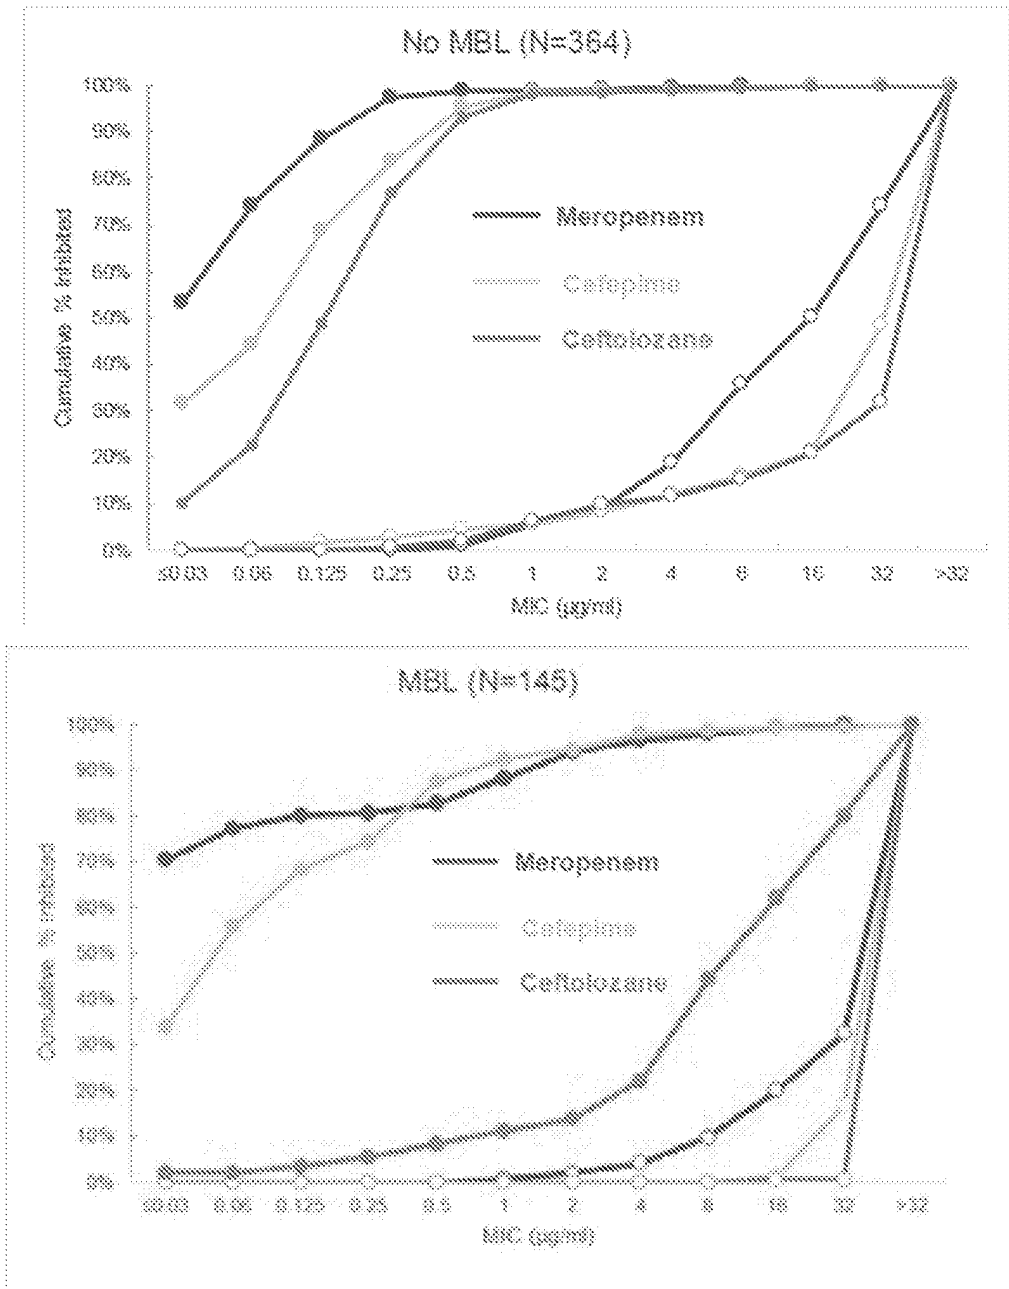 No MBL (N=364)
100%
90%
80%
70%
60%
50%
40%
30%
20%
10%
0%
Cumulative % Inhibited
Meropenem
Cefepime
Ceftolozane
≤0.03 0.06 0.125 0.25 0.5 1 2 4 8 16 32 >32
MIC (µg/ml)
MBL (N=145)
100%
90%
80%
70%
60%
50%
40%
30%
20%
10%
0%
Cumulative % Inhibited
Meropenem
Cefepime
Ceftolozane
≤0.03 0.06 0.125 0.25 0.5 1 2 4 8 16 32 >32
MIC (µg/ml)